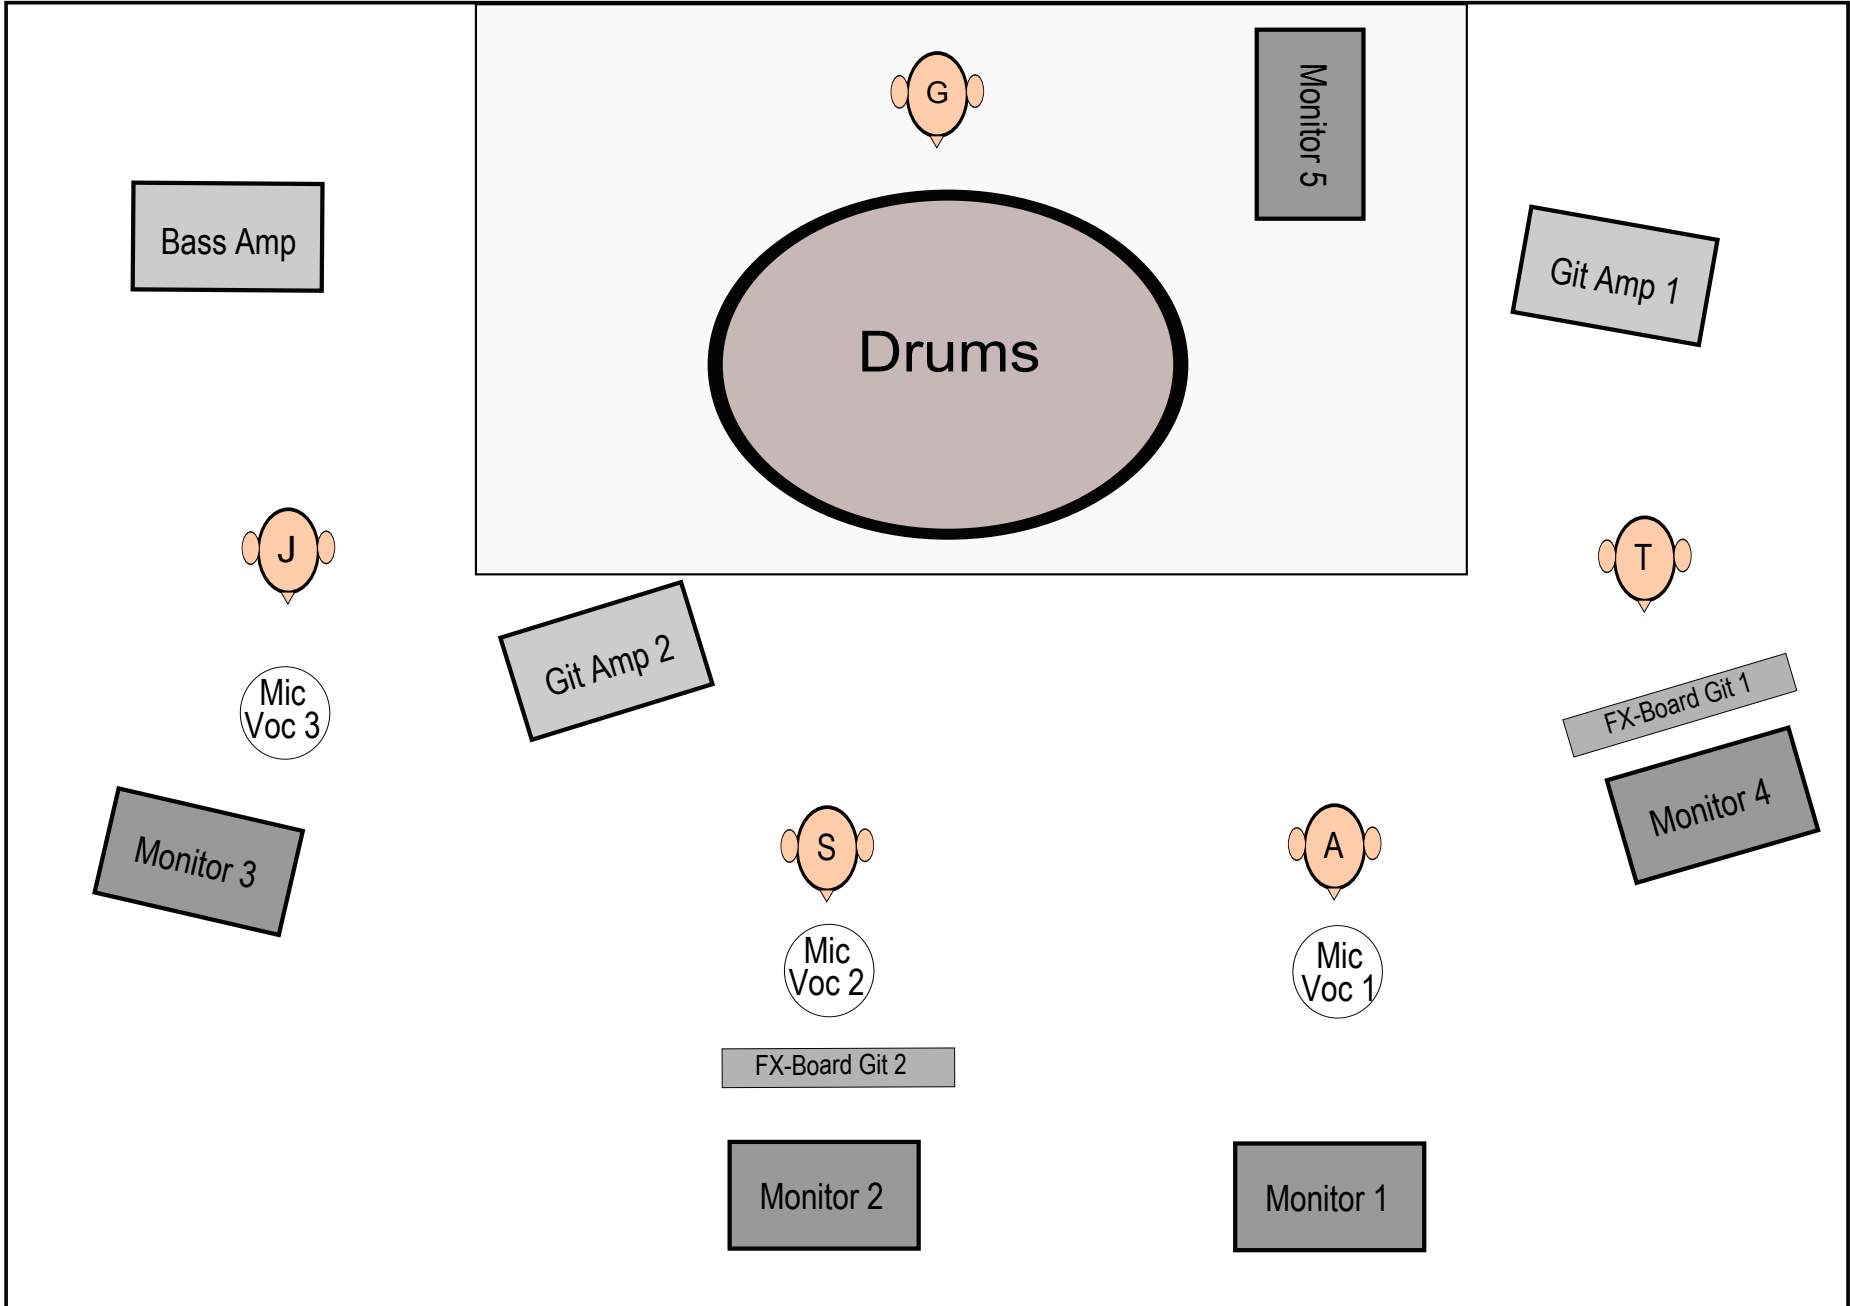 G
Monitor 5
Bass Amp
Git Amp 1
Drums
J
T
Git Amp 2
Mic
Voc 3
FX-Board Git 1
Monitor 4
Monitor 3
S
A
Mic
Voc 2
Mic
Voc 1
FX-Board Git 2
Monitor 2
Monitor 1